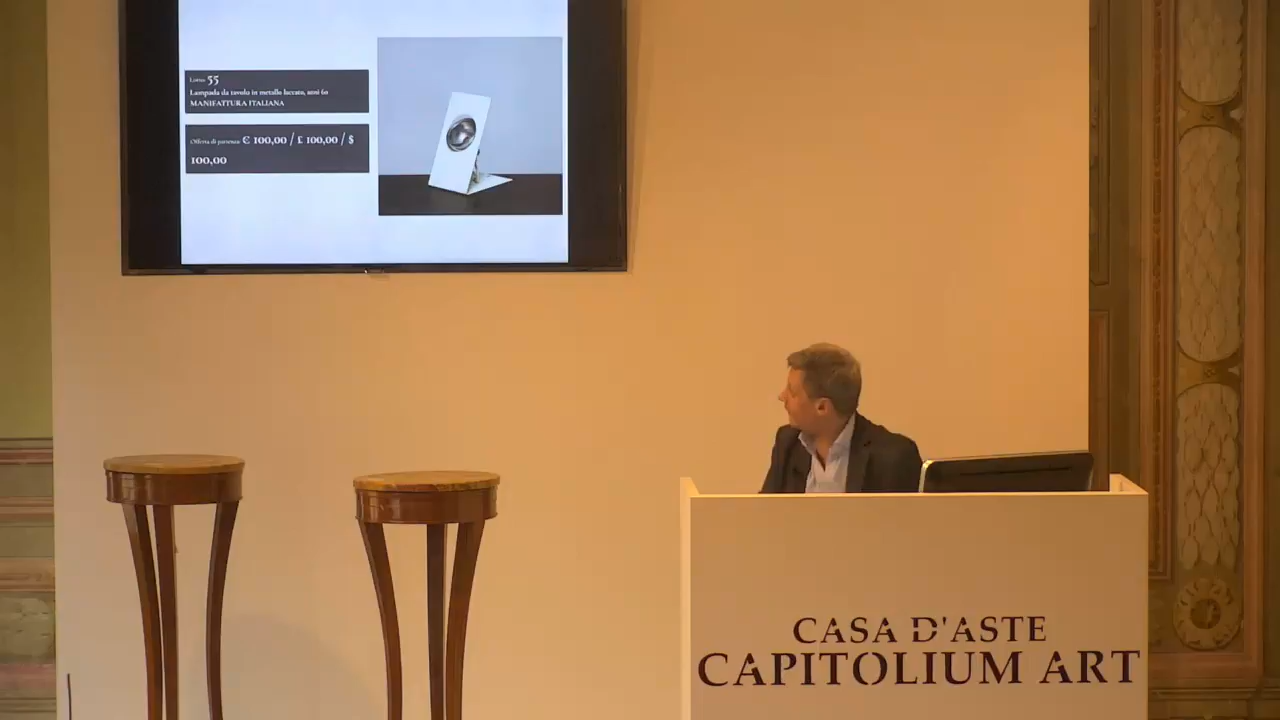 Lotto 55
Lampada da tavolo in metallo laccato, anni 60
MANIFATTURA ITALIANA
Offerta di partenza: € 100,00 / £ 100,00 / $
100,00
CASA D'ASTE
CAPITOLIUM ART